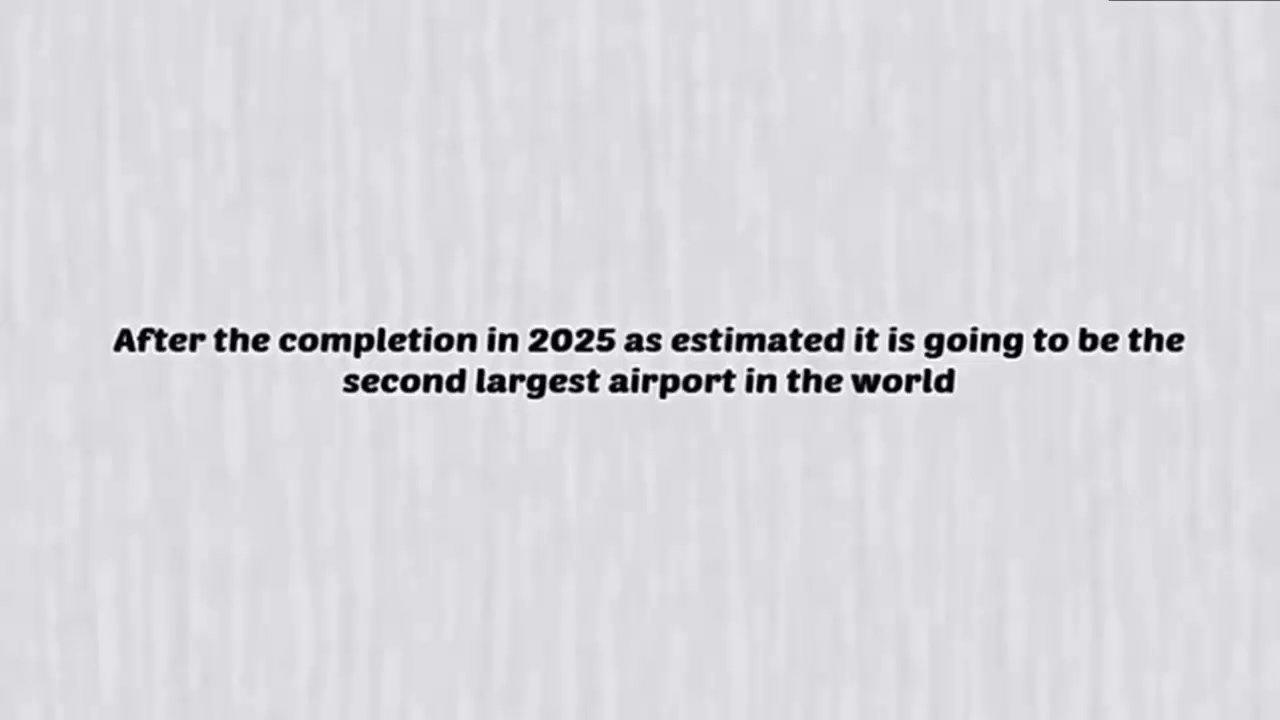 After the completion in 2025 as estimated it is going to be the
second largest airport in the world